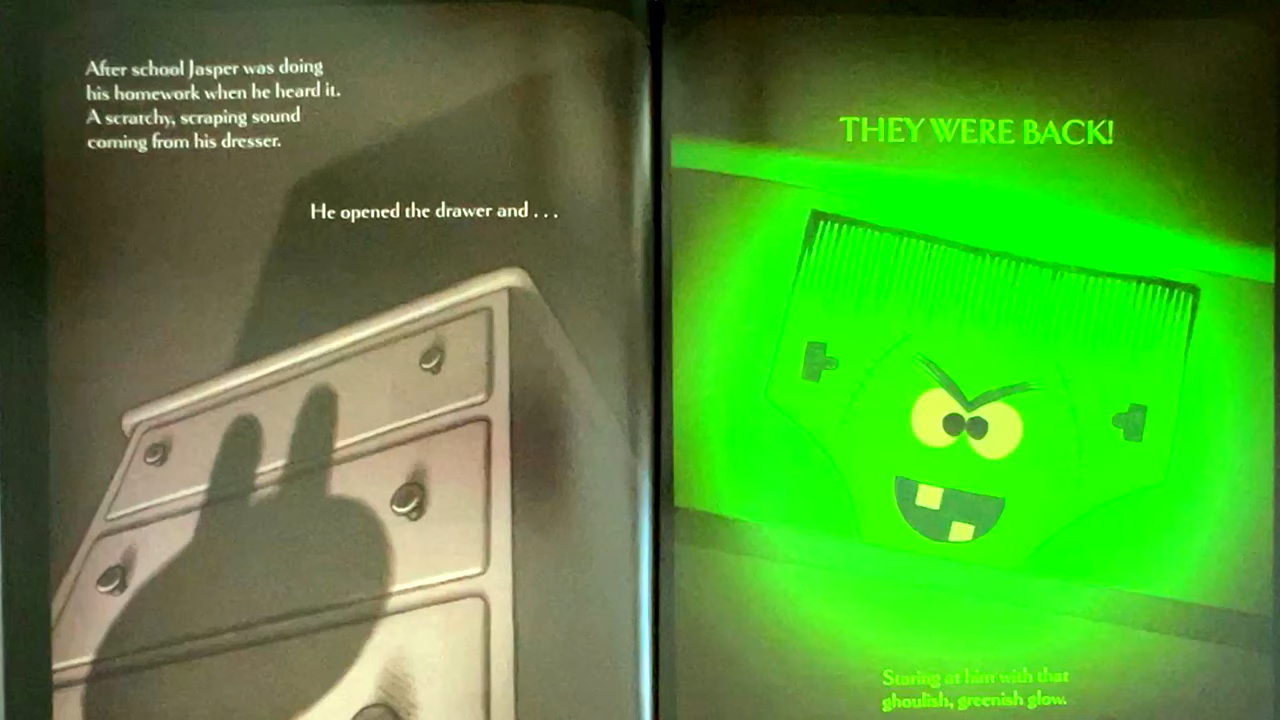 After school Jasper was doing
his homework when he heard it.
A scratchy, scraping sound
coming from his dresser.
He opened the drawer and . . .
THEY WERE BACK!
Staring at him with that
ghoulish, greenish glow.